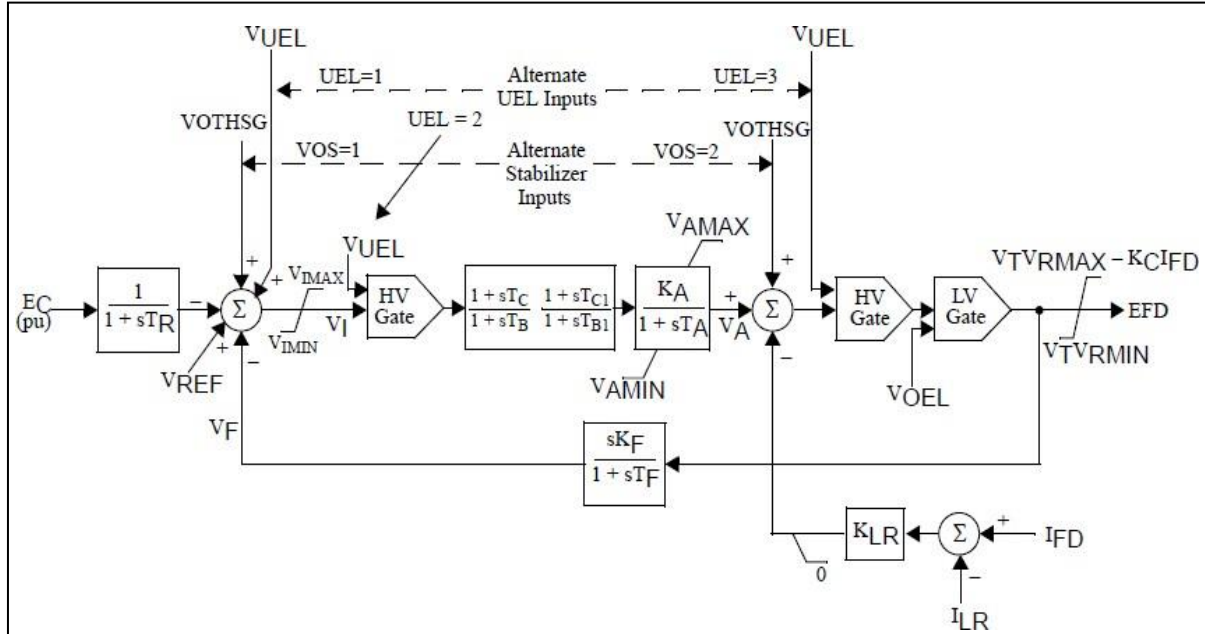 VUEL
VUEL
UEL=1
Alternate
UEL Inputs
UEL=3
UEL = 2
VOTHSG
VOTHSG
VOS=1
Alternate
Stabilizer
Inputs
VOS=2
VAMAX
VTVRMAX – KCIFD
VUEL
+
+
+
VIMAX
EC
(pu)
1
1 + sTR
–
Σ
HV
Gate
1 + sTC
1 + sTB
1 + sTC1
1 + sTB1
KA
1 + sTA
+
Σ
HV
Gate
LV
Gate
EFD
VI
VIMIN
VA
VTVRMIN
+
–
–
VREF
VAMIN
VOEL
VF
sKF
1 + sTF
KLR
Σ
+
IFD
0
–
ILR